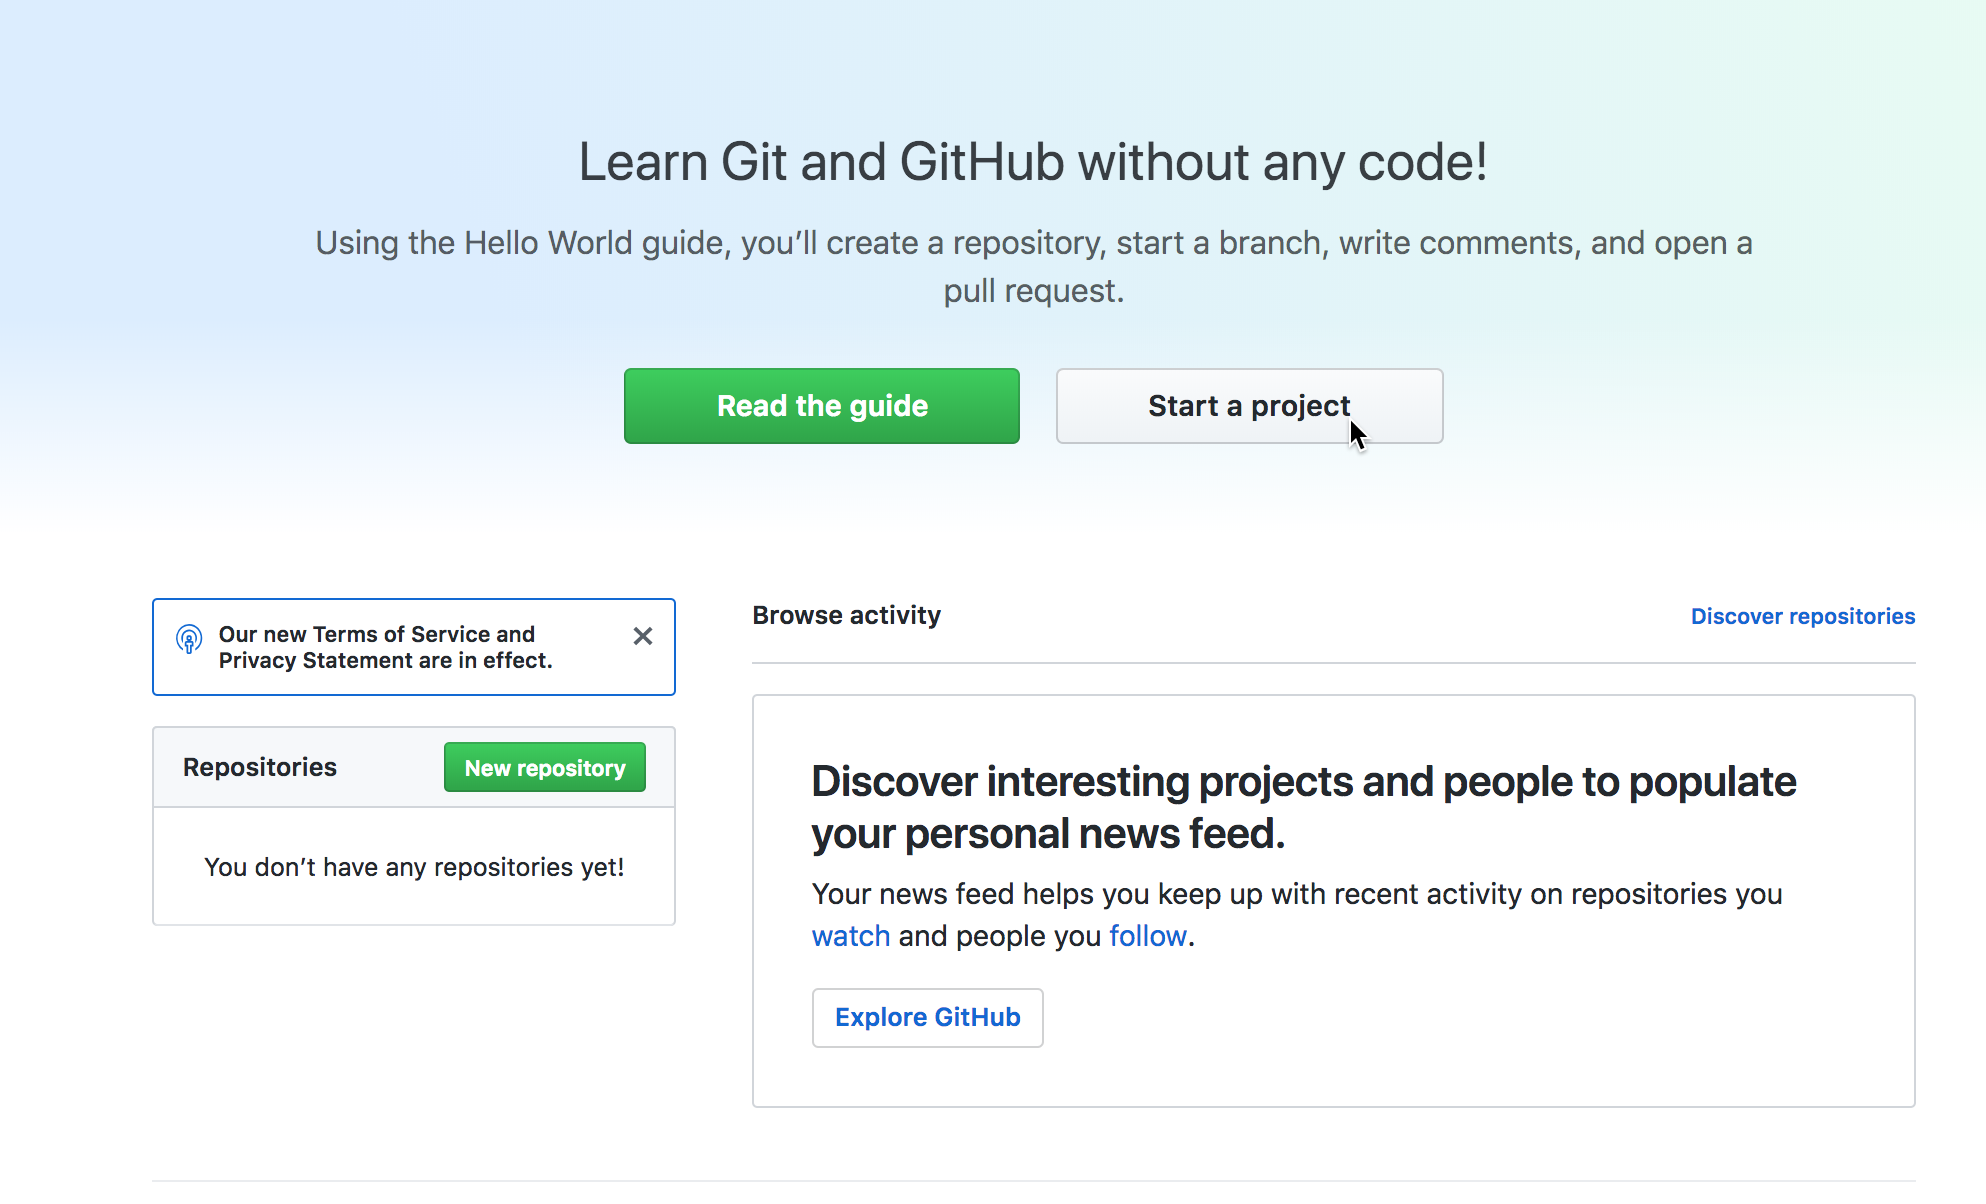 Learn Git and GitHub without any code!
Using the Hello World guide, you’ll create a repository, start a branch, write comments, and open a
pull request.
Read the guide
Start a project
Our new Terms of Service and
Privacy Statement are in effect.
Repositories
New repository
You don’t have any repositories yet!
Browse activity
Discover repositories
Discover interesting projects and people to populate
your personal news feed.
Your news feed helps you keep up with recent activity on repositories you
watch and people you follow.
Explore GitHub